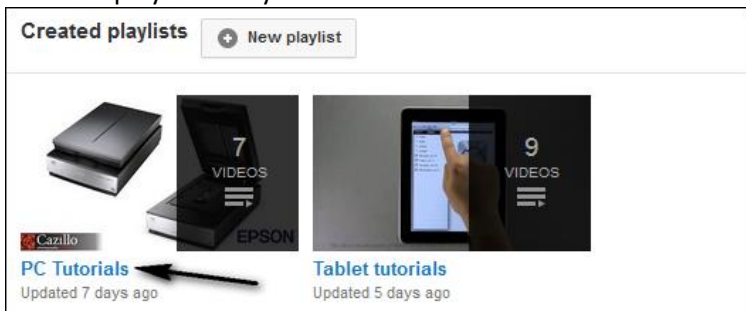 Created playlists
New playlist
7
VIDEOS
9
VIDEOS
Cazillo
EPSON
PC Tutorials
Tablet tutorials
Updated 7 days ago
Updated 5 days ago